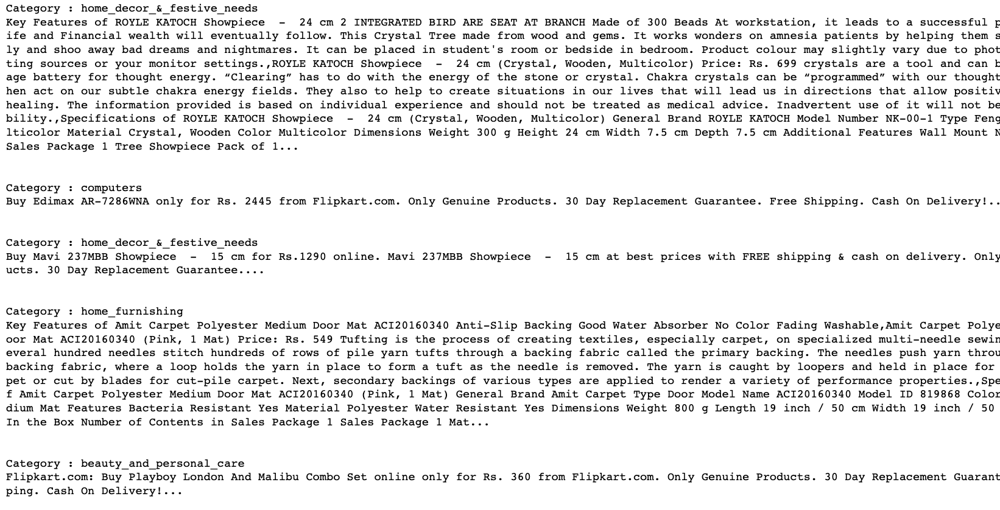 Category : home_decor_&_festive_needs
Key Features of ROYLE KATOCH Showpiece  -  24 cm 2 INTEGRATED BIRD ARE SEAT AT BRANCH Made of 300 Beads At workstation, it leads to a successful p
ife and Financial wealth will eventually follow. This Crystal Tree made from wood and gems. It works wonders on amnesia patients by helping them s
ly and shoo away bad dreams and nightmares. It can be placed in student's room or bedside in bedroom. Product colour may slightly vary due to phot
ting sources or your monitor settings.,ROYLE KATOCH Showpiece  -  24 cm (Crystal, Wooden, Multicolor) Price: Rs. 699 crystals are a tool and can b
age battery for thought energy. “Clearing” has to do with the energy of the stone or crystal. Chakra crystals can be “programmed” with our thought
hen act on our subtle chakra energy fields. They also to help to create situations in our lives that will lead us in directions that allow positiv
healing. The information provided is based on individual experience and should not be treated as medical advice. Inadvertent use of it will not be
bility.,Specifications of ROYLE KATOCH Showpiece  -  24 cm (Crystal, Wooden, Multicolor) General Brand ROYLE KATOCH Model Number NK-00-1 Type Feng
lticolor Material Crystal, Wooden Color Multicolor Dimensions Weight 300 g Height 24 cm Width 7.5 cm Depth 7.5 cm Additional Features Wall Mount N
Sales Package 1 Tree Showpiece Pack of 1...
Category : computers
Buy Edimax AR-7286WNA only for Rs. 2445 from Flipkart.com. Only Genuine Products. 30 Day Replacement Guarantee. Free Shipping. Cash On Delivery!..
Category : home_decor_&_festive_needs
Buy Mavi 237MBB Showpiece  -  15 cm for Rs.1290 online. Mavi 237MBB Showpiece  -  15 cm at best prices with FREE shipping & cash on delivery. Only
ucts. 30 Day Replacement Guarantee....
Category : home_furnishing
Key Features of Amit Carpet Polyester Medium Door Mat ACI20160340 Anti-Slip Backing Good Water Absorber No Color Fading Washable,Amit Carpet Polye
oor Mat ACI20160340 (Pink, 1 Mat) Price: Rs. 549 Tufting is the process of creating textiles, especially carpet, on specialized multi-needle sewin
everal hundred needles stitch hundreds of rows of pile yarn tufts through a backing fabric called the primary backing. The needles push yarn throu
backing fabric, where a loop holds the yarn in place to form a tuft as the needle is removed. The yarn is caught by loopers and held in place for
pet or cut by blades for cut-pile carpet. Next, secondary backings of various types are applied to render a variety of performance properties.,Spe
f Amit Carpet Polyester Medium Door Mat ACI20160340 (Pink, 1 Mat) General Brand Amit Carpet Type Door Model Name ACI20160340 Model ID 819868 Color
dium Mat Features Bacteria Resistant Yes Material Polyester Water Resistant Yes Dimensions Weight 800 g Length 19 inch / 50 cm Width 19 inch / 50
In the Box Number of Contents in Sales Package 1 Sales Package 1 Mat...
Category : beauty_and_personal_care
Flipkart.com: Buy Playboy London And Malibu Combo Set online only for Rs. 360 from Flipkart.com. Only Genuine Products. 30 Day Replacement Guarant
ping. Cash On Delivery!...